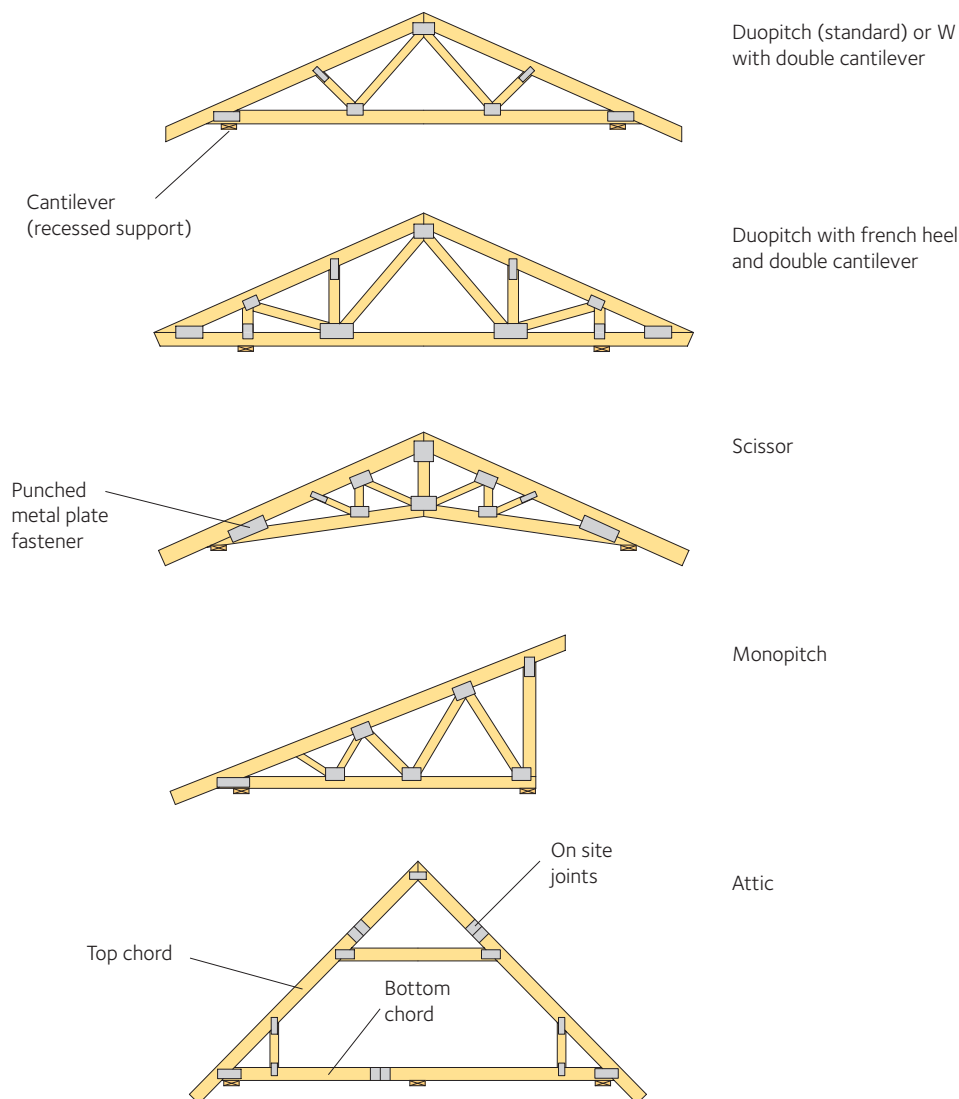 Duopitch (standard) or W
with double cantilever
Cantilever
(recessed support)
Duopitch with french heel
and double cantilever
Scissor
Punched
metal plate
fastener
Monopitch
On site
joints
Attic
Top chord
Bottom
chord